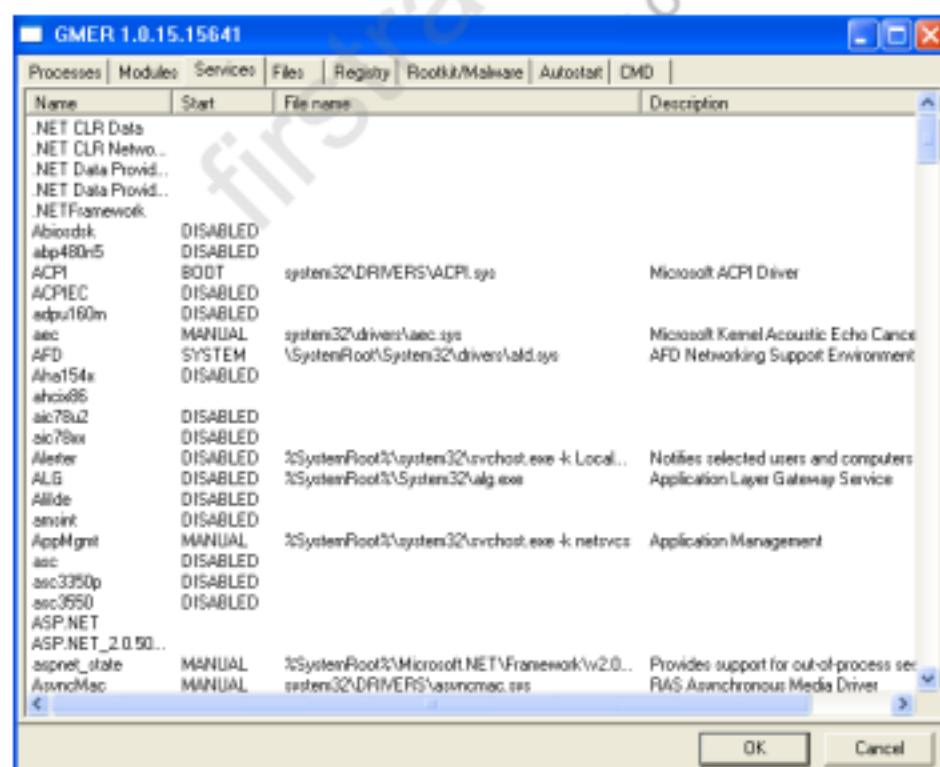 GMER 1.0.15.15641
Processes Modules Services Files Registry Rootkit/Malware Autostart CMD
Name Start File name Description
.NET CLR Data
.NET CLR Netwo...
.NET Data Provid...
.NET Data Provid...
.NETFramework
Abiosdsk DISABLED
abp480n5 DISABLED
ACPI BOOT system32\DRIVERS\ACPI.sys Microsoft ACPI Driver
ACPIEC DISABLED
adpu160m DISABLED
aec MANUAL system32\drivers\aec.sys Microsoft Kernel Acoustic Echo Cance
AFD SYSTEM \SystemRoot\System32\drivers\afd.sys AFD Networking Support Environment
Aha154x DISABLED
ahcix86
aic78u2 DISABLED
aic78xx DISABLED
Alerter DISABLED %SystemRoot%\system32\svchost.exe -k Local... Notifies selected users and computers
ALG DISABLED %SystemRoot%\System32\alg.exe Application Layer Gateway Service
AliIde DISABLED
amsint DISABLED
AppMgmt MANUAL %SystemRoot%\system32\svchost.exe -k netsvcs Application Management
asc DISABLED
asc3350p DISABLED
asc3550 DISABLED
ASP.NET
ASP.NET_2.0.50...
aspnet_state MANUAL %SystemRoot%\Microsoft.NET\Framework\v2.0... Provides support for out-of-process ses
AsyncMac MANUAL system32\DRIVERS\asyncmac.sys RAS Asynchronous Media Driver
OK Cancel